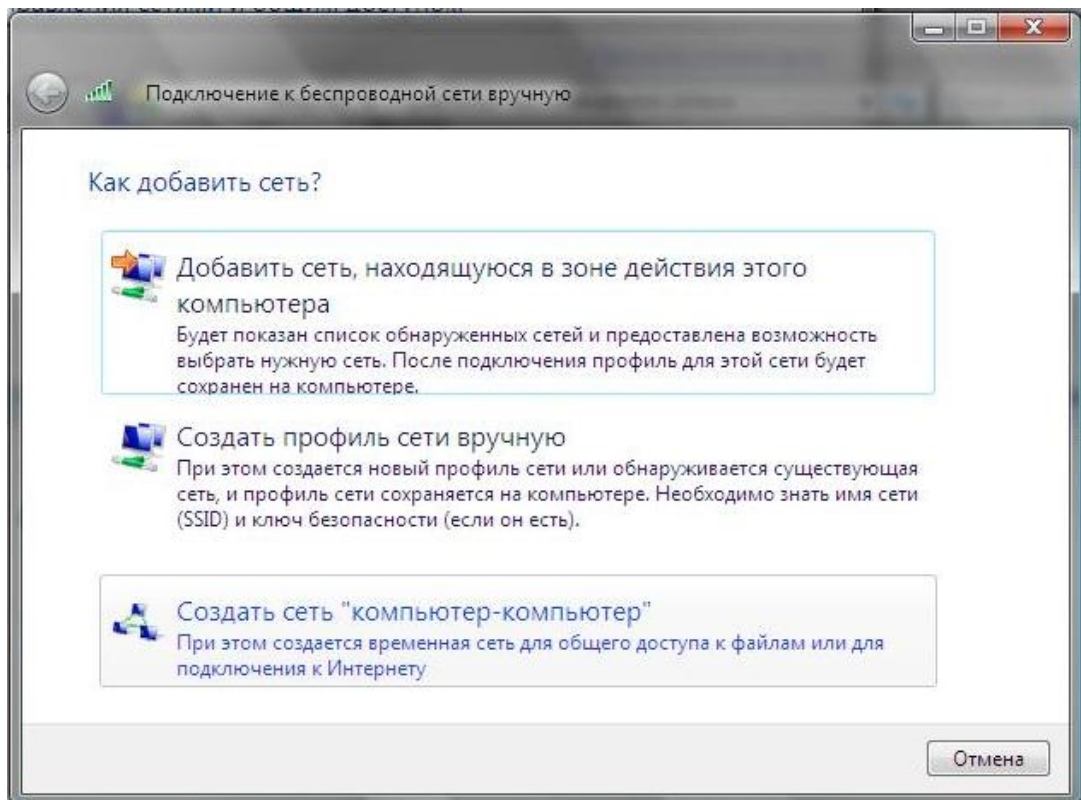 Подключение к беспроводной сети вручную
Как добавить сеть?
Добавить сеть, находящуюся в зоне действия этого
компьютера
Будет показан список обнаруженных сетей и предоставлена возможность
выбрать нужную сеть. После подключения профиль для этой сети будет
сохранен на компьютере.
Создать профиль сети вручную
При этом создается новый профиль сети или обнаруживается существующая
сеть, и профиль сети сохраняется на компьютере. Необходимо знать имя сети
(SSID) и ключ безопасности (если он есть).
Создать сеть "компьютер-компьютер"
При этом создается временная сеть для общего доступа к файлам или для
подключения к Интернету
Отмена